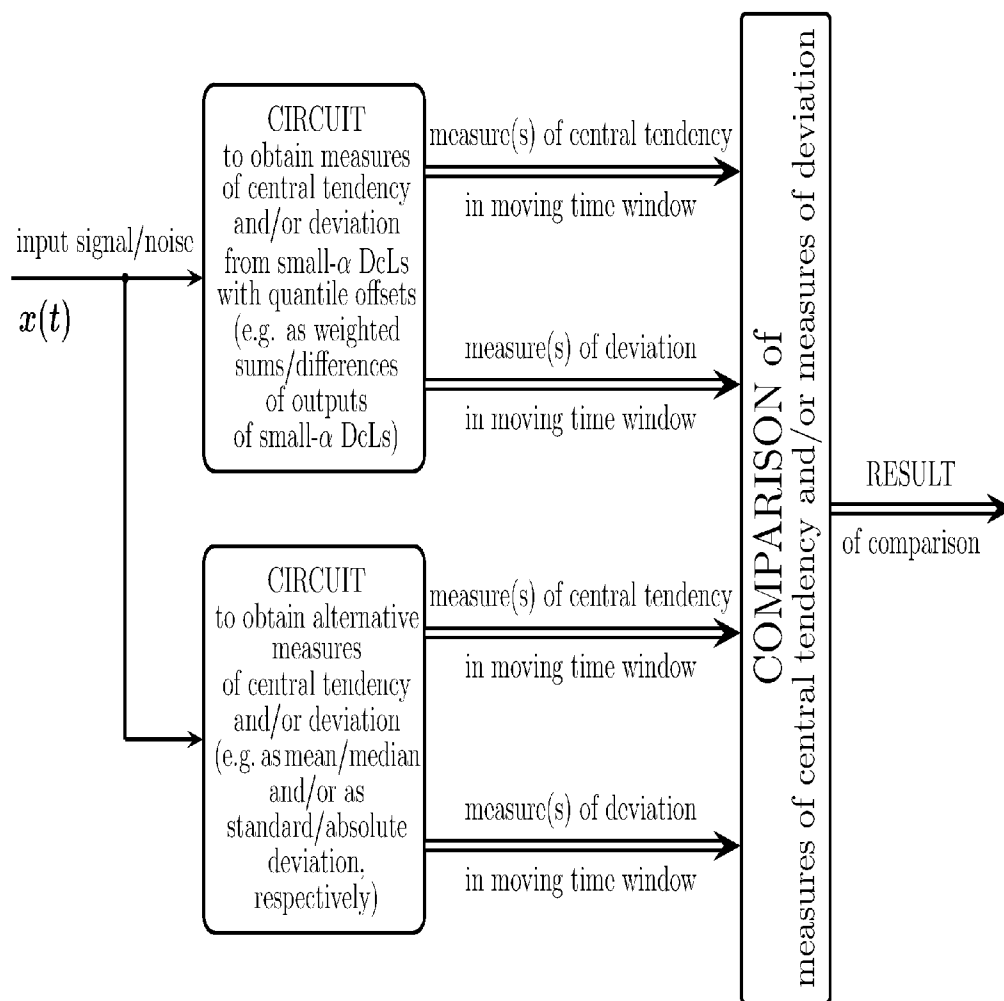 input signal/noise
x(t)
CIRCUIT
to obtain measures
of central tendency
and/or deviation
from small-α DcLs
with quantile offsets
(e.g. as weighted
sums/differences
of outputs
of small-α DcLs)
measure(s) of central tendency
in moving time window
measure(s) of deviation
in moving time window
CIRCUIT
to obtain alternative
measures
of central tendency
and/or deviation
(e.g. as mean/median
and/or as
standard/absolute
deviation,
respectively)
measure(s) of central tendency
in moving time window
measure(s) of deviation
in moving time window
COMPARISON of
measures of central tendency and/or measures of deviation
RESULT
of comparison